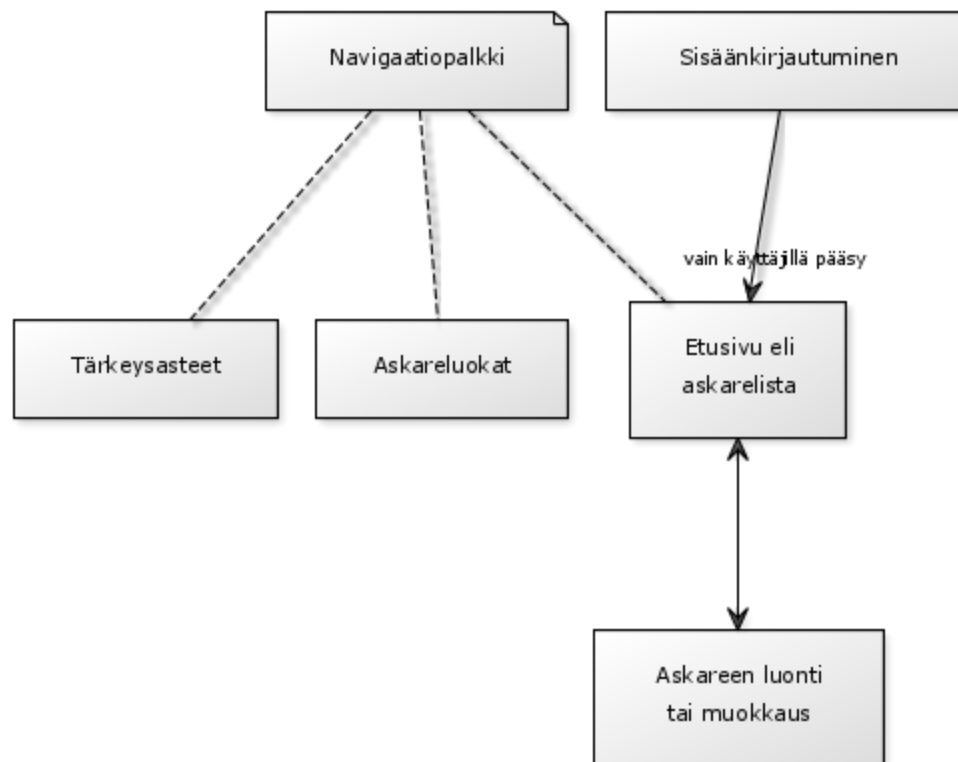 Navigaatiopalkki
Sisäänkirjautuminen
vain käyttäjillä pääsy
Tärkeysasteet
Askareluokat
Etusivu eli
askarelista
Askareen luonti
tai muokkaus